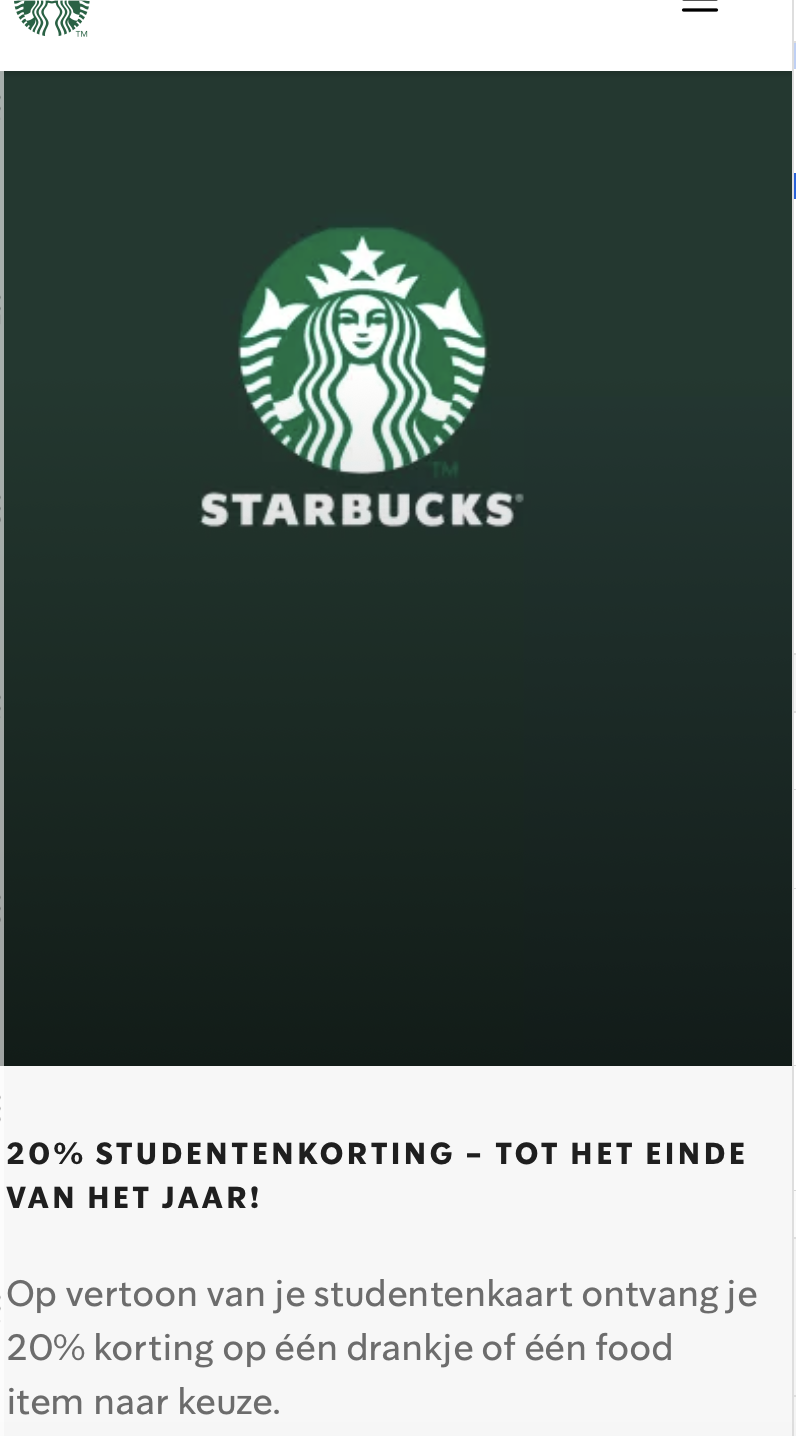 TM
TM
STARBUCKS®
20% STUDENTENKORTING – TOT HET EINDE
VAN HET JAAR!
Op vertoon van je studentenkaart ontvang je
20% korting op één drankje of één food
item naar keuze.